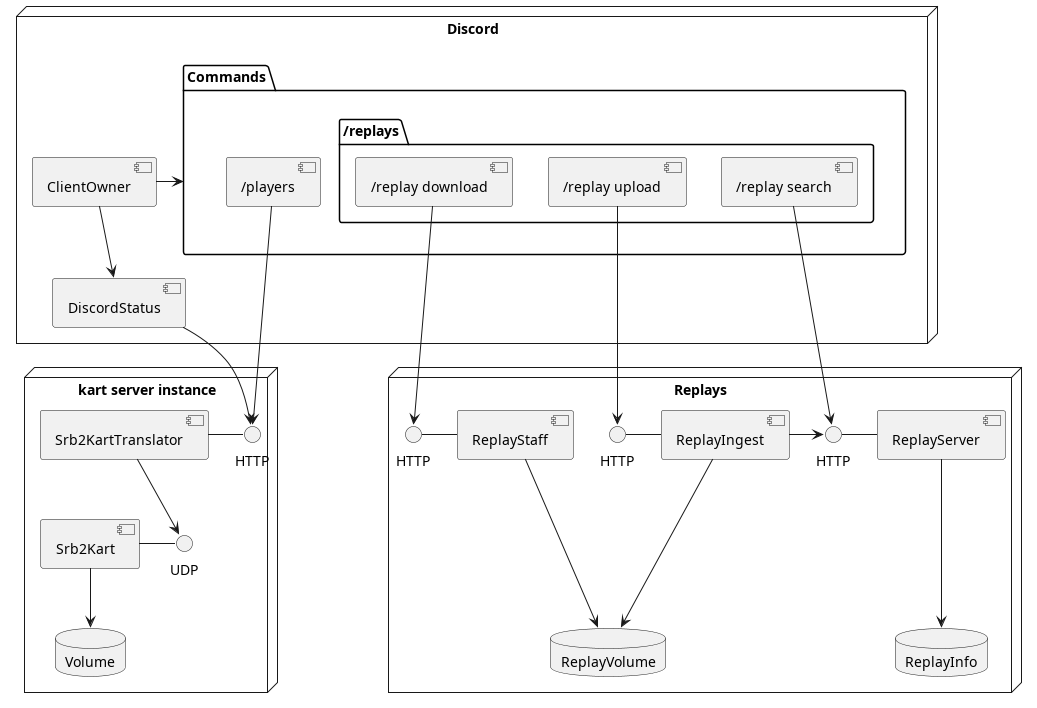 Discord
Commands
/replays
ClientOwner
/players
/replay download
/replay upload
/replay search
DiscordStatus
kart server instance
Replays
Srb2KartTranslator
HTTP
HTTP
ReplayStaff
HTTP
ReplayIngest
HTTP
ReplayServer
Srb2Kart
UDP
Volume
ReplayVolume
ReplayInfo